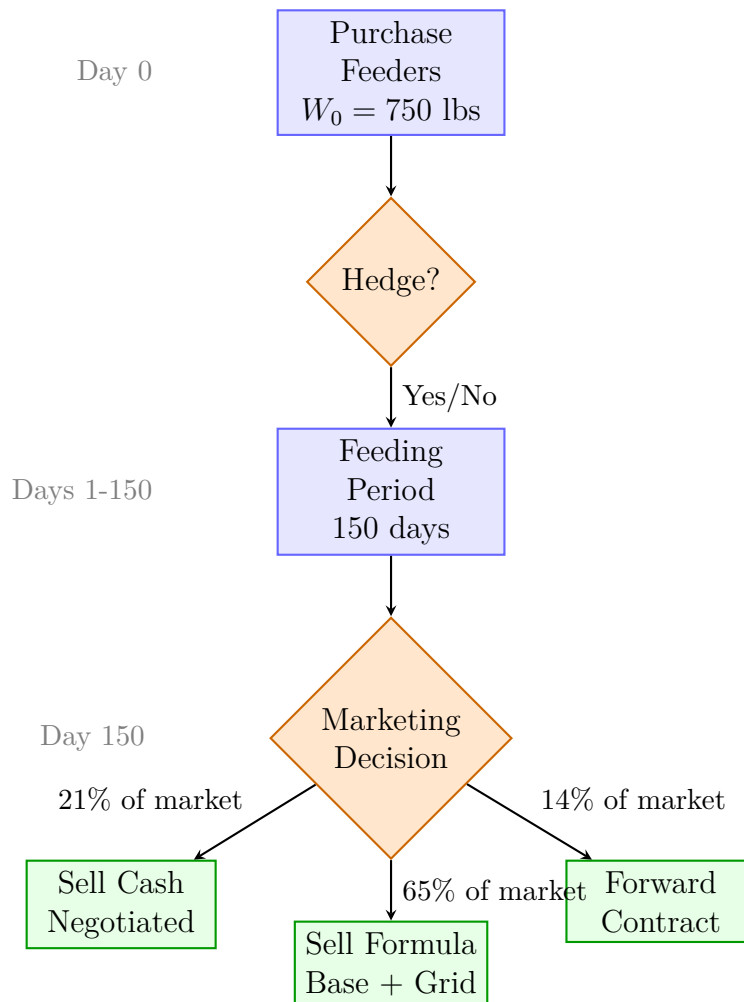 Purchase
Day 0
Feeders
W₀ = 750 lbs
Hedge?
Yes/No
Feeding
Days 1-150
Period
150 days
Marketing
Day 150
Decision
21% of market
14% of market
Sell Cash
Negotiated
65% of market
Forward
Contract
Sell Formula
Base + Grid